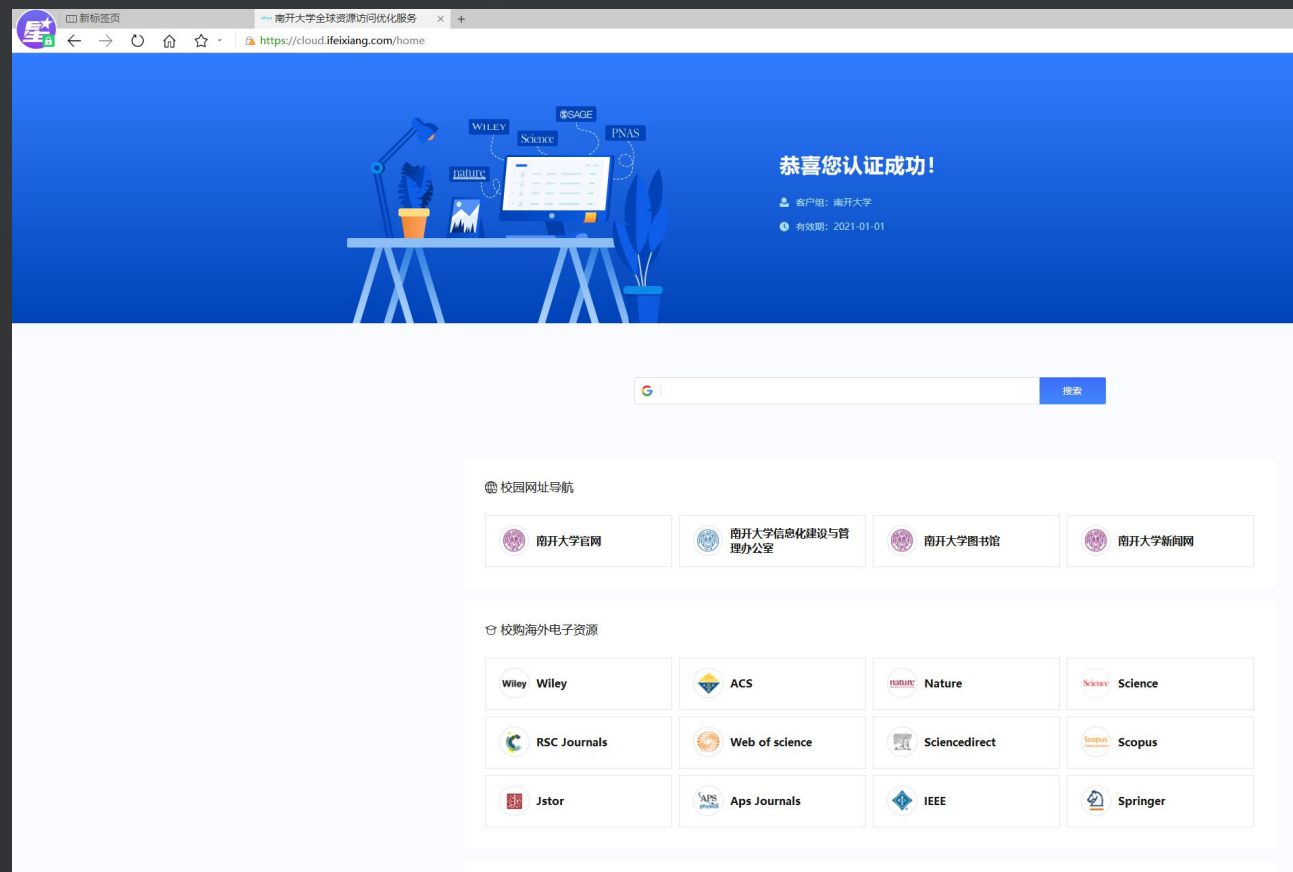 新标签页
南开大学全球资源访问优化服务
星
https://cloud.ifeixiang.com/home
WILEY
Science
SAGE
PNAS
nature
恭喜您认证成功!
客户组: 南开大学
有效期: 2021-01-01
搜索
校园网址导航
南开大学官网
南开大学信息化建设与管
理办公室
南开大学图书馆
南开大学新闻网
校购海外电子资源
Wiley Wiley
ACS
nature Nature
Science Science
RSC Journals
Web of science
Sciencedirect
Scopus Scopus
Jstor
APS physics Aps Journals
IEEE
Springer